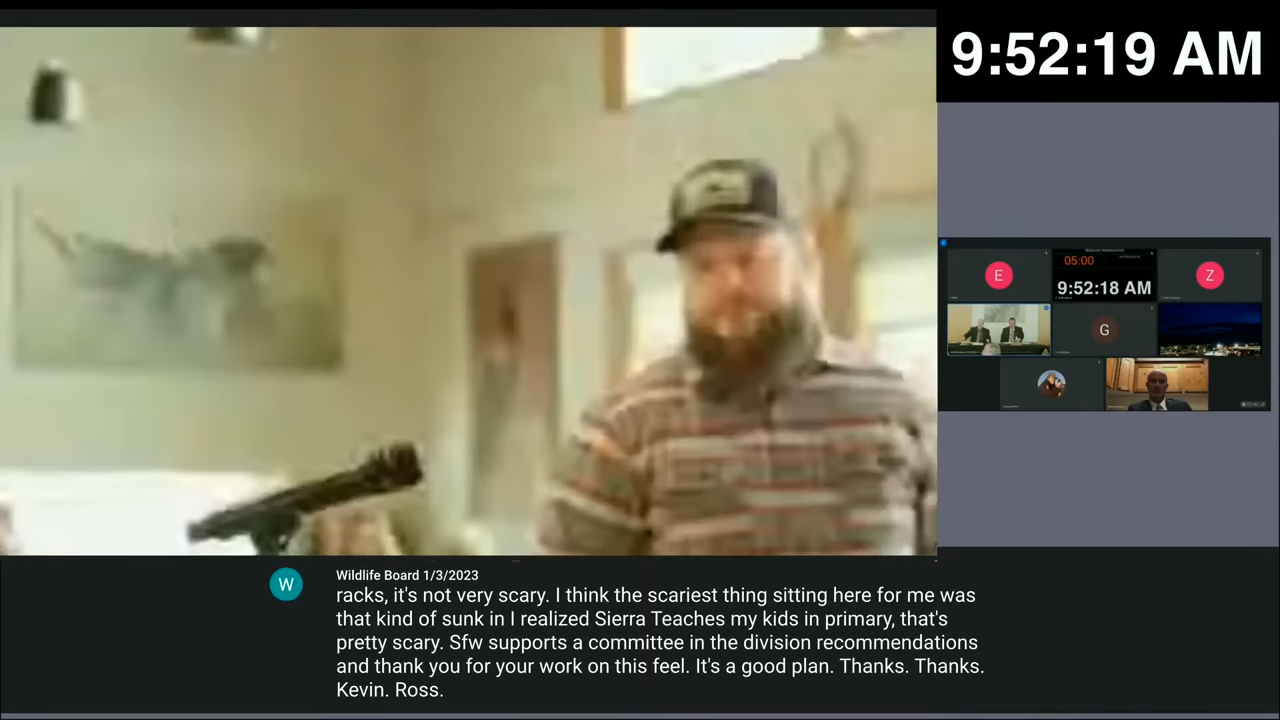 9:52:19 AM
05:00
9:52:18 AM
E
Z
G
W
Wildlife Board 1/3/2023
racks, it's not very scary. I think the scariest thing sitting here for me was
that kind of sunk in I realized Sierra Teaches my kids in primary, that's
pretty scary. Sfw supports a committee in the division recommendations
and thank you for your work on this feel. It's a good plan. Thanks. Thanks.
Kevin. Ross.